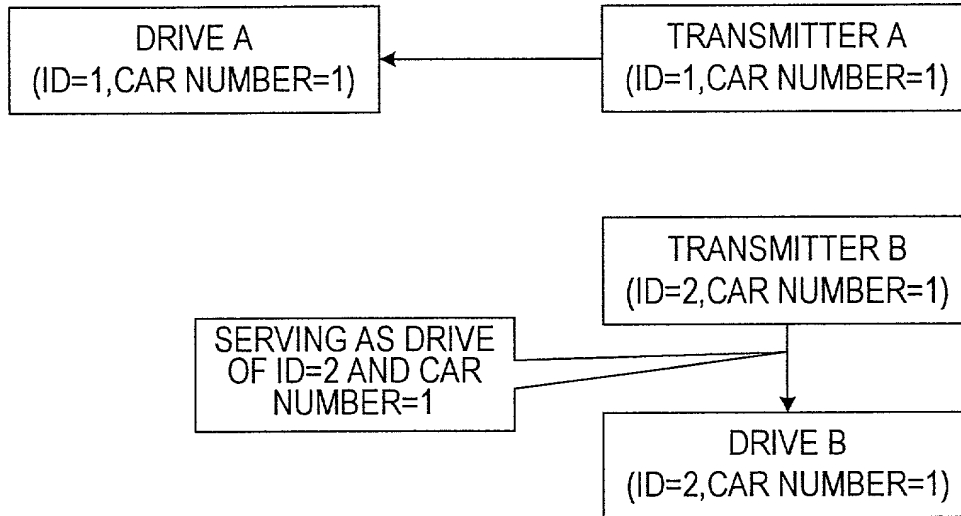 DRIVE A
(ID=1,CAR NUMBER=1)
TRANSMITTER A
(ID=1,CAR NUMBER=1)
TRANSMITTER B
(ID=2,CAR NUMBER=1)
SERVING AS DRIVE
OF ID=2 AND CAR
NUMBER=1
DRIVE B
(ID=2,CAR NUMBER=1)